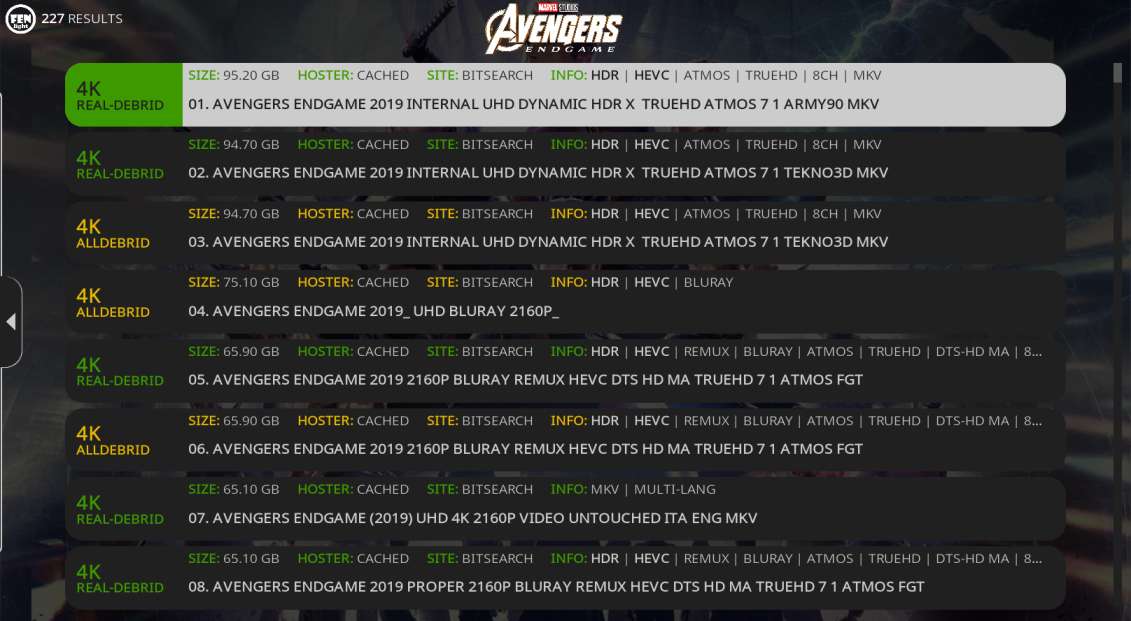 FEN
light
227 RESULTS
MARVEL STUDIOS
AVENGERS
ENDGAME
SIZE: 95.20 GB HOSTER: CACHED SITE: BITSEARCH INFO: HDR | HEVC | ATMOS | TRUEHD | 8CH | MKV
4K
REAL-DEBRID
01. AVENGERS ENDGAME 2019 INTERNAL UHD DYNAMIC HDR X TRUEHD ATMOS 7 1 ARMY90 MKV
SIZE: 94.70 GB HOSTER: CACHED SITE: BITSEARCH INFO: HDR | HEVC | ATMOS | TRUEHD | 8CH | MKV
4K
REAL-DEBRID
02. AVENGERS ENDGAME 2019 INTERNAL UHD DYNAMIC HDR X TRUEHD ATMOS 7 1 TEKNO3D MKV
SIZE: 94.70 GB HOSTER: CACHED SITE: BITSEARCH INFO: HDR | HEVC | ATMOS | TRUEHD | 8CH | MKV
4K
ALLDEBRID
03. AVENGERS ENDGAME 2019 INTERNAL UHD DYNAMIC HDR X TRUEHD ATMOS 7 1 TEKNO3D MKV
SIZE: 75.10 GB HOSTER: CACHED SITE: BITSEARCH INFO: HDR | HEVC | BLURAY
4K
ALLDEBRID
04. AVENGERS ENDGAME 2019_ UHD BLURAY 2160P_
SIZE: 65.90 GB HOSTER: CACHED SITE: BITSEARCH INFO: HDR | HEVC | REMUX | BLURAY | ATMOS | TRUEHD | DTS-HD MA | 8...
4K
REAL-DEBRID
05. AVENGERS ENDGAME 2019 2160P BLURAY REMUX HEVC DTS HD MA TRUEHD 7 1 ATMOS FGT
SIZE: 65.90 GB HOSTER: CACHED SITE: BITSEARCH INFO: HDR | HEVC | REMUX | BLURAY | ATMOS | TRUEHD | DTS-HD MA | 8...
4K
ALLDEBRID
06. AVENGERS ENDGAME 2019 2160P BLURAY REMUX HEVC DTS HD MA TRUEHD 7 1 ATMOS FGT
SIZE: 65.10 GB HOSTER: CACHED SITE: BITSEARCH INFO: MKV | MULTI-LANG
4K
REAL-DEBRID
07. AVENGERS ENDGAME (2019) UHD 4K 2160P VIDEO UNTOUCHED ITA ENG MKV
SIZE: 65.10 GB HOSTER: CACHED SITE: BITSEARCH INFO: HDR | HEVC | REMUX | BLURAY | ATMOS | TRUEHD | DTS-HD MA | 8...
4K
REAL-DEBRID
08. AVENGERS ENDGAME 2019 PROPER 2160P BLURAY REMUX HEVC DTS HD MA TRUEHD 7 1 ATMOS FGT